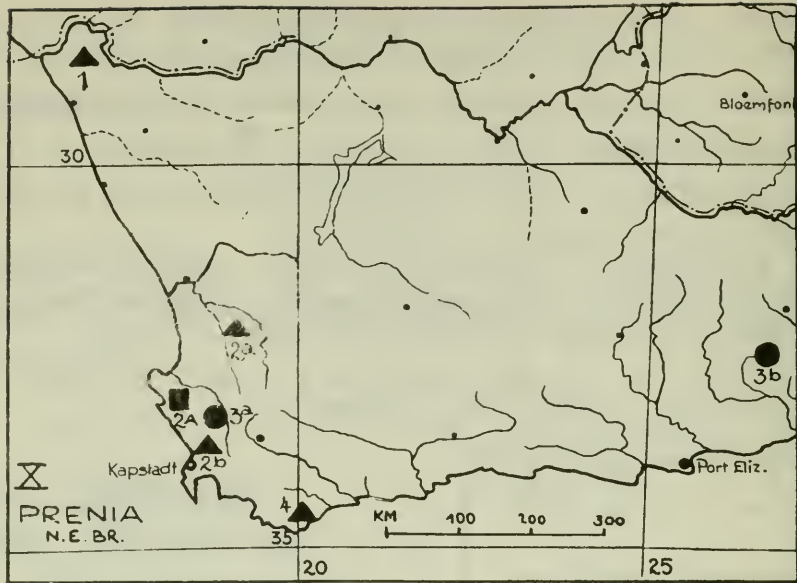 1
Bloemfon
30
2a
3b
2A
3a
2b
Kapstadt
Port Eliz.
X
4
PRENIA
N.E. BR.
KM 100 200 300
35
20
25